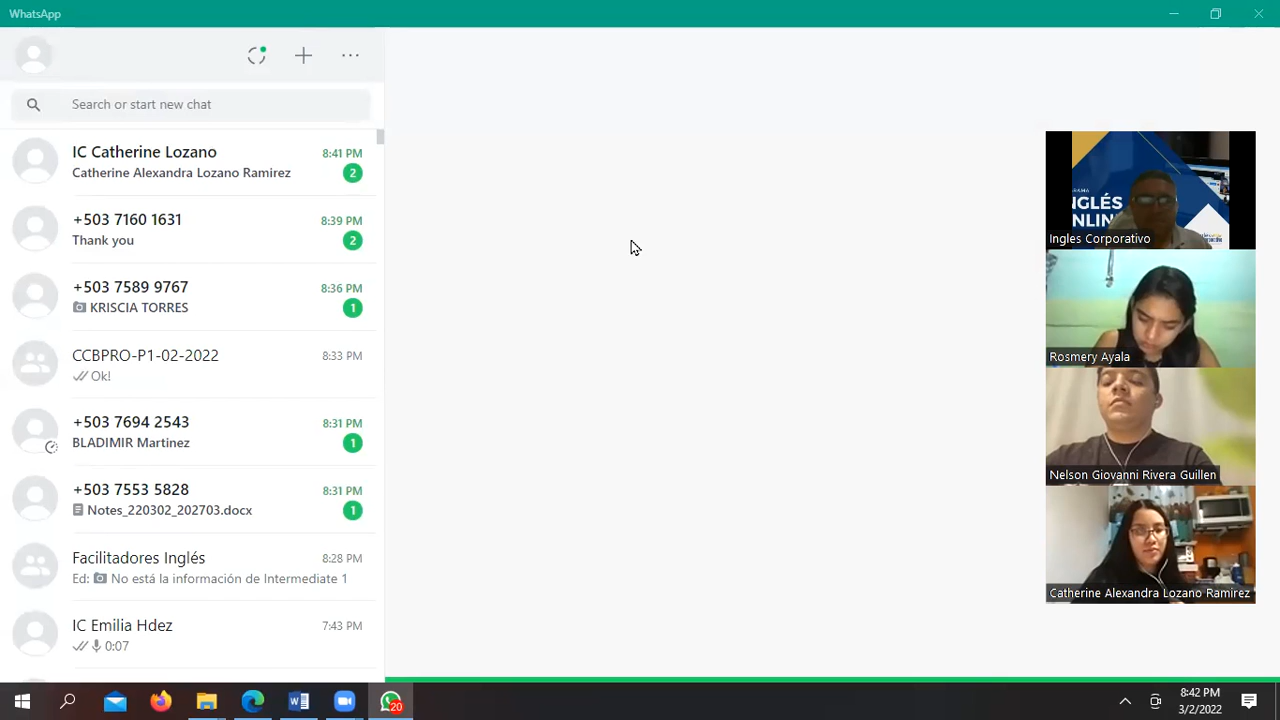 WhatsApp
Search or start new chat
IC Catherine Lozano
8:41 PM
Catherine Alexandra Lozano Ramirez
2
+503 7160 1631
8:39 PM
Thank you
2
+503 7589 9767
8:36 PM
KRISCIA TORRES
1
CCBPRO-P1-02-2022
8:33 PM
Ok!
+503 7694 2543
8:31 PM
BLADIMIR Martinez
1
+503 7553 5828
8:31 PM
Notes_220302_202703.docx
1
Facilitadores Inglés
8:28 PM
Ed: No está la información de Intermediate 1
IC Emilia Hdez
7:43 PM
0:07
NGLÉS
NLIN
Ingles Corporativo
Rosmery Ayala
Nelson Giovanni Rivera Guillen
Catherine Alexandra Lozano Ramirez
20
8:42 PM
3/2/2022